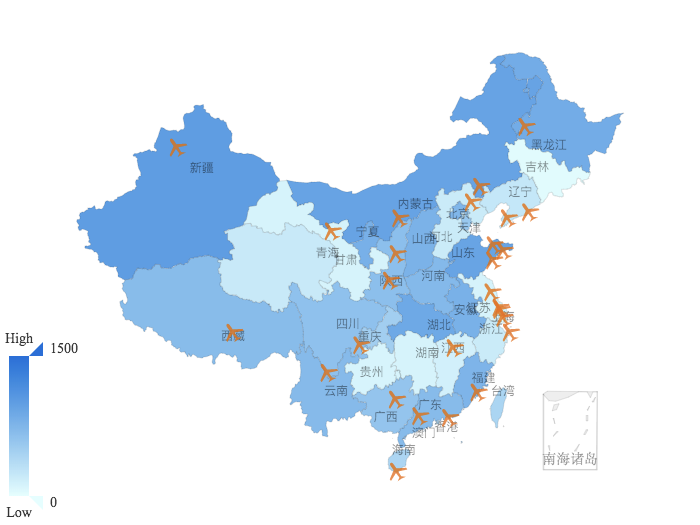 黑龙江
吉林
新疆
辽宁
内蒙古
北京
天津
宁夏
山西
河北
青海
甘肃
山东
陕西
河南
西藏
四川
重庆
湖北
安徽
江苏
海
浙江
湖南
江西
贵州
云南
福建
台湾
广西
广东
澳门
香港
海南
南海诸岛
High
1500
0
Low